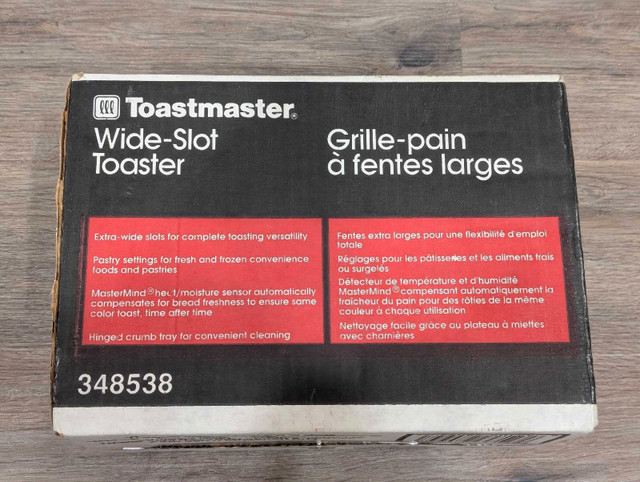 Toastmaster®
Wide-Slot
Toaster
Grille-pain
à fentes larges
Extra-wide slots for complete toasting versatility
Pastry settings for fresh and frozen convenience
foods and pastries
MasterMind® heat/moisture sensor automatically
compensates for bread freshness to ensure same
color toast, time after time
Hinged crumb tray for convenient cleaning
Fentes extra larges pour une flexibilité d'emploi
totale
Réglages pour les pâtisseries et les aliments frais
ou surgelés
Détecteur de température et d'humidité
MasterMind® compensant automatiquement la
fraîcheur du pain pour des rôties de la même
couleur à chaque utilisation
Nettoyage facile grâce au plateau à miettes
avec charnières
348538